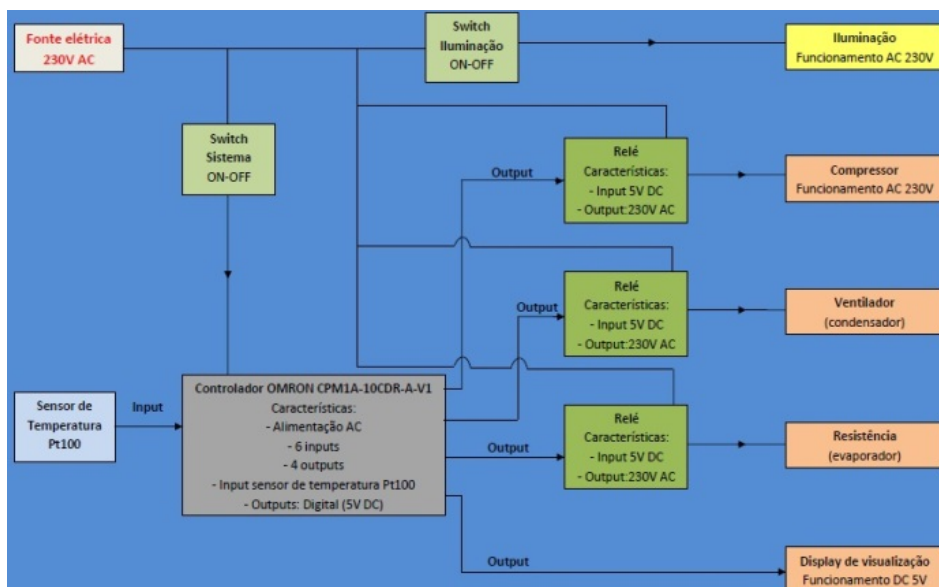 Fonte elétrica
230V AC
Switch
Iluminação
ON-OFF
Iluminação
Funcionamento AC 230V
Switch
Sistema
ON-OFF
Output
Relé
Características:
- Input 5V DC
- Output:230V AC
Compressor
Funcionamento AC 230V
Output
Relé
Características:
- Input 5V DC
- Output:230V AC
Ventilador
(condensador)
Sensor de
Temperatura
Pt100
Input
Controlador OMRON CPM1A-10CDR-A-V1
Características:
- Alimentação AC
- 6 inputs
- 4 outputs
- Input sensor de temperatura Pt100
- Outputs: Digital (5V DC)
Output
Relé
Características:
- Input 5V DC
- Output:230V AC
Resistência
(evaporador)
Output
Display de visualização
Funcionamento DC 5V